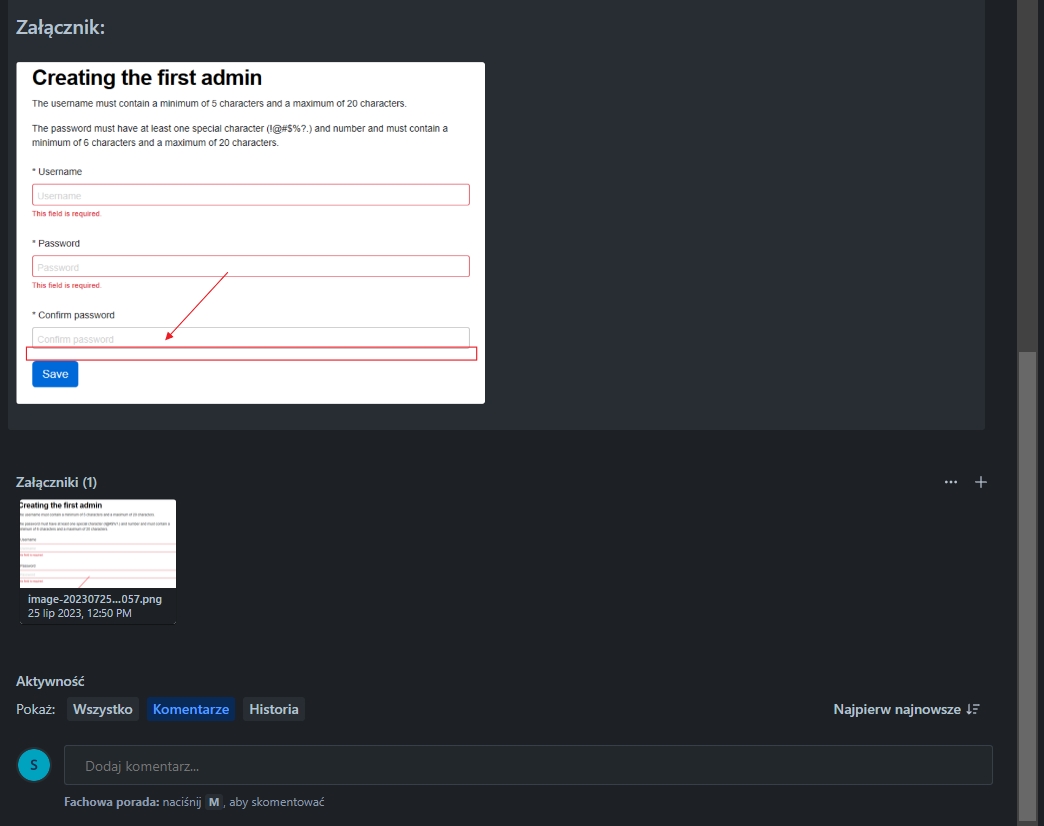 Załącznik:
Creating the first admin
The username must contain a minimum of 5 characters and a maximum of 20 characters.
The password must have at least one special character (!@#$%?.) and number and must contain a
minimum of 6 characters and a maximum of 20 characters.
* Username
Username
This field is required.
* Password
Password
This field is required.
* Confirm password
Confirm password
Save
Załączniki (1)
Creating the first admin
image-20230725...057.png
25 lip 2023, 12:50 PM
Aktywność
Pokaż: Wszystko Komentarze Historia Najpierw najnowsze
S Dodaj komentarz...
Fachowa porada: naciśnij M, aby skomentować